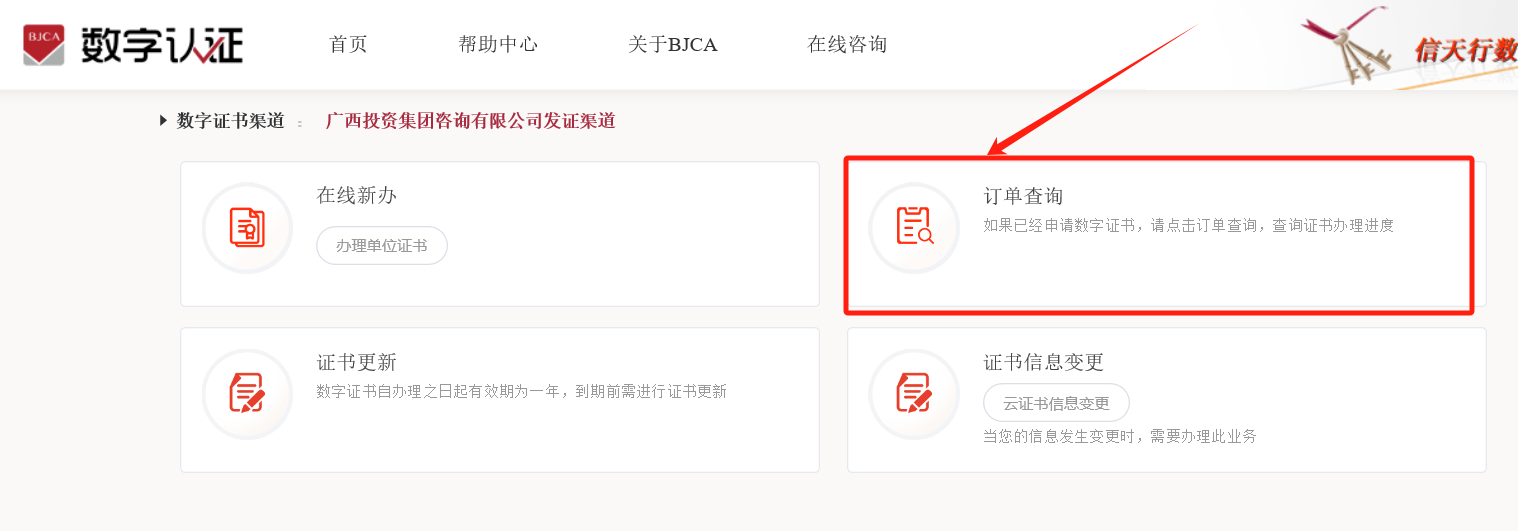 BJCA 数字认证 首页 帮助中心 关于BJCA 在线咨询 信天行数
数字证书渠道 : 广西投资集团咨询有限公司发证渠道
在线新办
办理单位证书
订单查询
如果已经申请数字证书，请点击订单查询，查询证书办理进度
证书更新
数字证书自办理之日起有效期为一年，到期前需进行证书更新
证书信息变更
云证书信息变更
当您的信息发生变更时，需要办理此业务